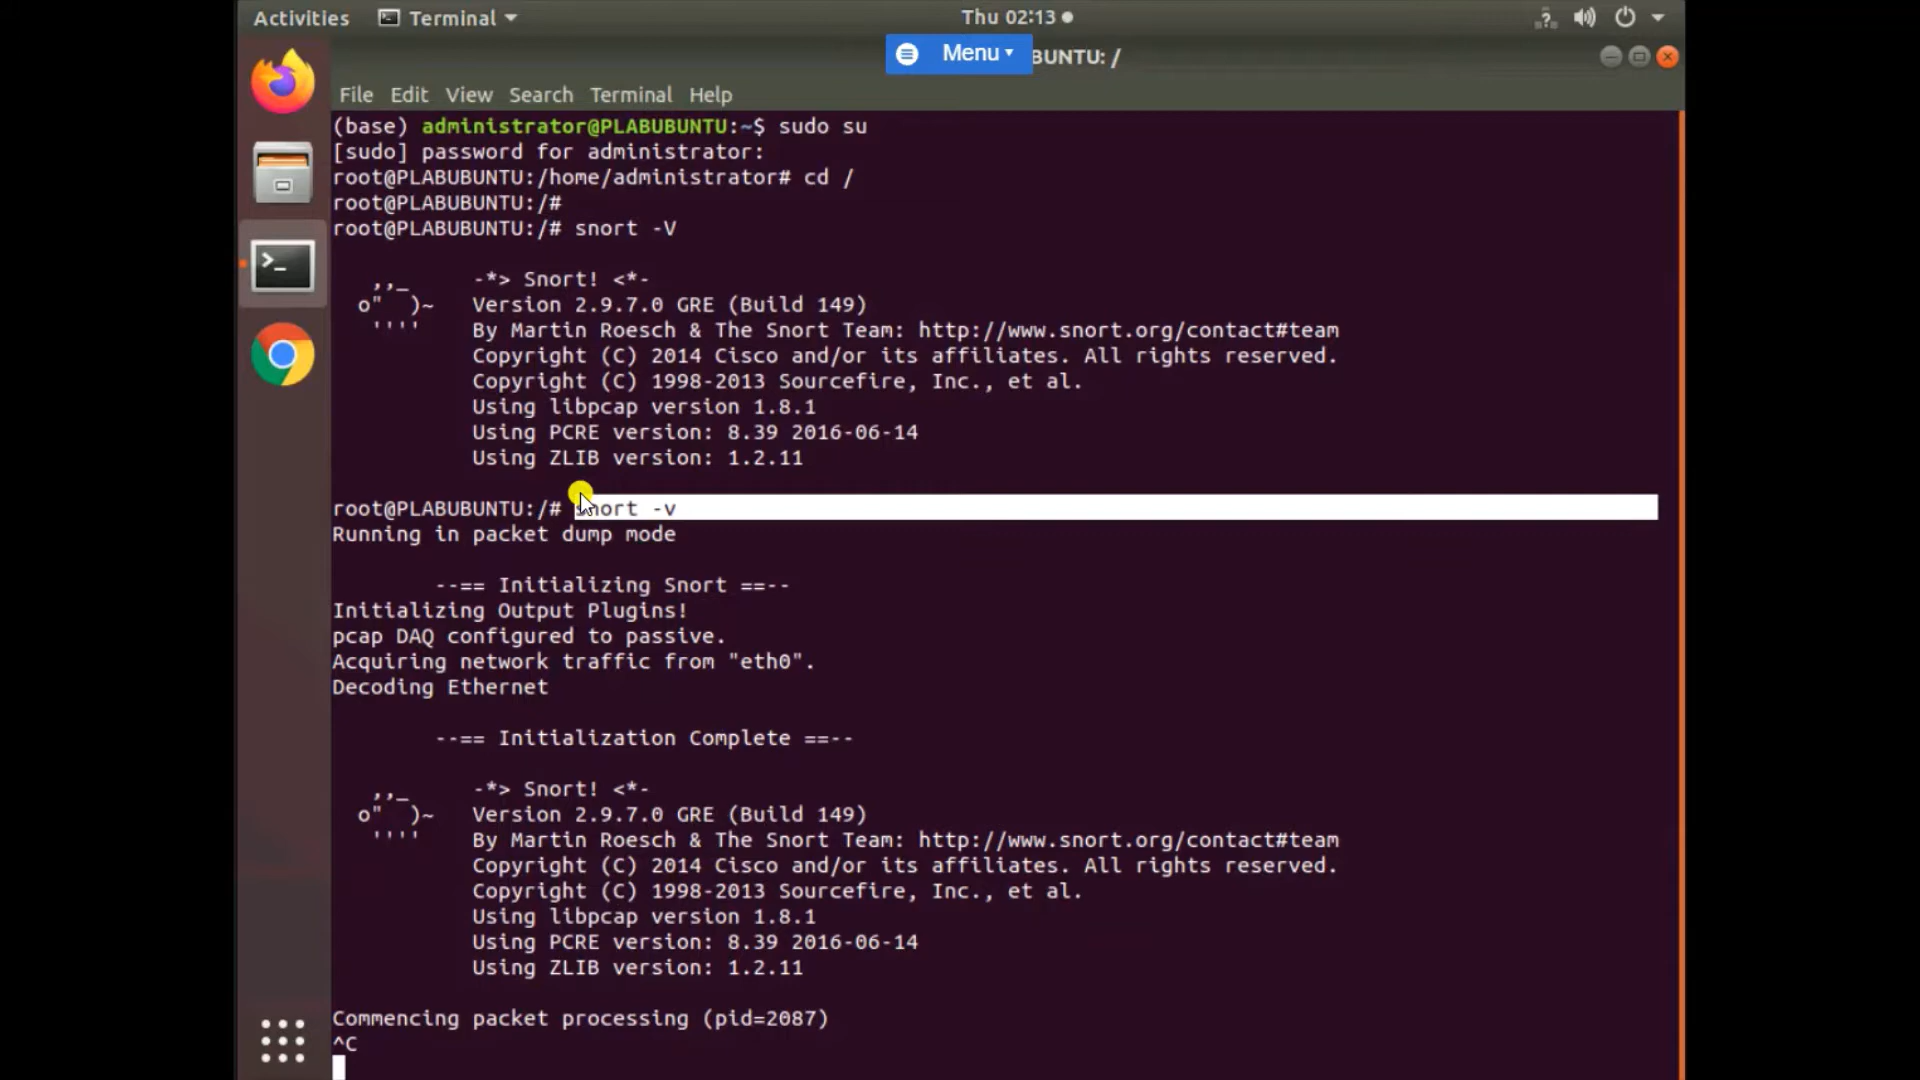 Activities Terminal Thu 02:13
Menu BUNTU: /
File Edit View Search Terminal Help
(base) administrator@PLABUBUNTU:~$ sudo su
[sudo] password for administrator:
root@PLABUBUNTU:/home/administrator# cd /
root@PLABUBUNTU:/#
root@PLABUBUNTU:/# snort -V
,,_ -*> Snort! <*-
o" )~ Version 2.9.7.0 GRE (Build 149)
'''' By Martin Roesch & The Snort Team: http://www.snort.org/contact#team
Copyright (C) 2014 Cisco and/or its affiliates. All rights reserved.
Copyright (C) 1998-2013 Sourcefire, Inc., et al.
Using libpcap version 1.8.1
Using PCRE version: 8.39 2016-06-14
Using ZLIB version: 1.2.11
root@PLABUBUNTU:/# snort -v
Running in packet dump mode
--== Initializing Snort ==--
Initializing Output Plugins!
pcap DAQ configured to passive.
Acquiring network traffic from "eth0".
Decoding Ethernet
--== Initialization Complete ==--
,,_ -*> Snort! <*-
o" )~ Version 2.9.7.0 GRE (Build 149)
'''' By Martin Roesch & The Snort Team: http://www.snort.org/contact#team
Copyright (C) 2014 Cisco and/or its affiliates. All rights reserved.
Copyright (C) 1998-2013 Sourcefire, Inc., et al.
Using libpcap version 1.8.1
Using PCRE version: 8.39 2016-06-14
Using ZLIB version: 1.2.11
Commencing packet processing (pid=2087)
^C